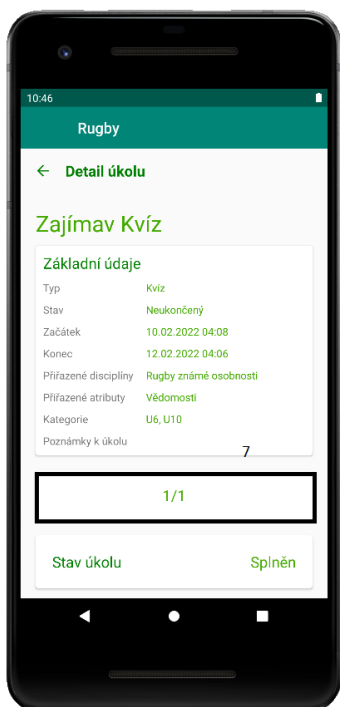 10:46
Rugby
Detail úkolu
Zajímav Kvíz
Základní údaje
Typ Kvíz
Stav Neukončený
Začátek 10.02.2022 04:08
Konec 12.02.2022 04:06
Přiřazené disciplíny Rugby známé osobnosti
Přiřazené atributy Vědomosti
Kategorie U6, U10
Poznámky k úkolu
7
1/1
Stav úkolu Splněn